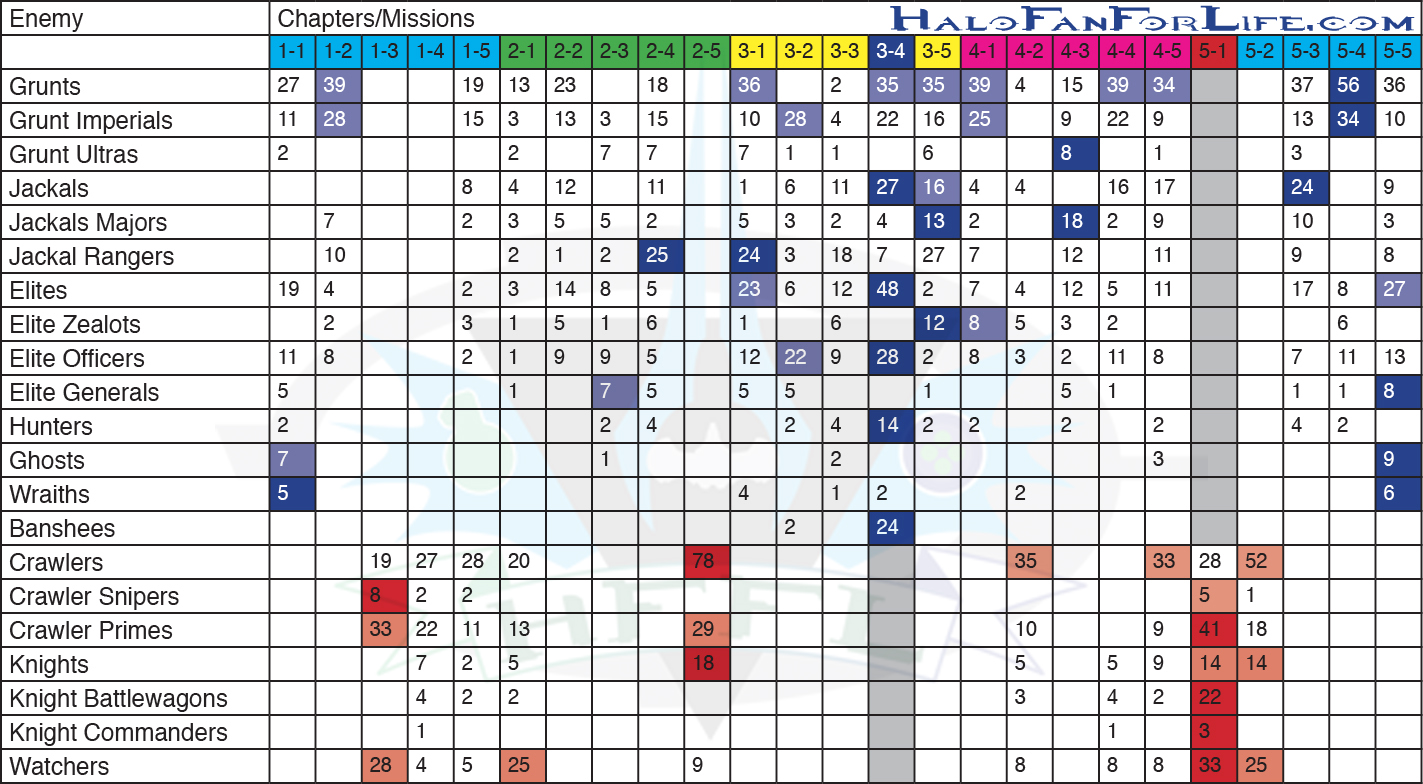 Enemy Chapters/Missions HaloFanForLife.com
1-1 1-2 1-3 1-4 1-5 2-1 2-2 2-3 2-4 2-5 3-1 3-2 3-3 3-4 3-5 4-1 4-2 4-3 4-4 4-5 5-1 5-2 5-3 5-4 5-5
Grunts 27 39 19 13 23 18 36 2 35 35 39 4 15 39 34 37 56 36
Grunt Imperials 11 28 15 3 13 3 15 10 28 4 22 16 25 9 22 9 13 34 10
Grunt Ultras 2 2 7 7 7 1 1 6 8 1 3
Jackals 8 4 12 11 1 6 11 27 16 4 4 16 17 24 9
Jackals Majors 7 2 3 5 5 2 5 3 2 4 13 2 18 2 9 10 3
Jackal Rangers 10 2 1 2 25 24 3 18 7 27 7 12 11 9 8
Elites 19 4 2 3 14 8 5 23 6 12 48 2 7 4 12 5 11 17 8 27
Elite Zealots 2 3 1 5 1 6 1 6 12 8 5 3 2 6
Elite Officers 11 8 2 1 9 9 5 12 22 9 28 2 8 3 2 11 8 7 11 13
Elite Generals 5 1 7 5 5 5 1 5 1 1 1 8
Hunters 2 2 4 2 4 14 2 2 2 2 4 2
Ghosts 7 1 2 3 9
Wraiths 5 4 1 2 2 6
Banshees 2 24
Crawlers 19 27 28 20 78 35 33 28 52
Crawler Snipers 8 2 2 5 1
Crawler Primes 33 22 11 13 29 10 9 41 18
Knights 7 2 5 18 5 5 9 14 14
Knight Battlewagons 4 2 2 3 4 2 22
Knight Commanders 1 1 3
Watchers 28 4 5 25 9 8 8 8 33 25
HFFL